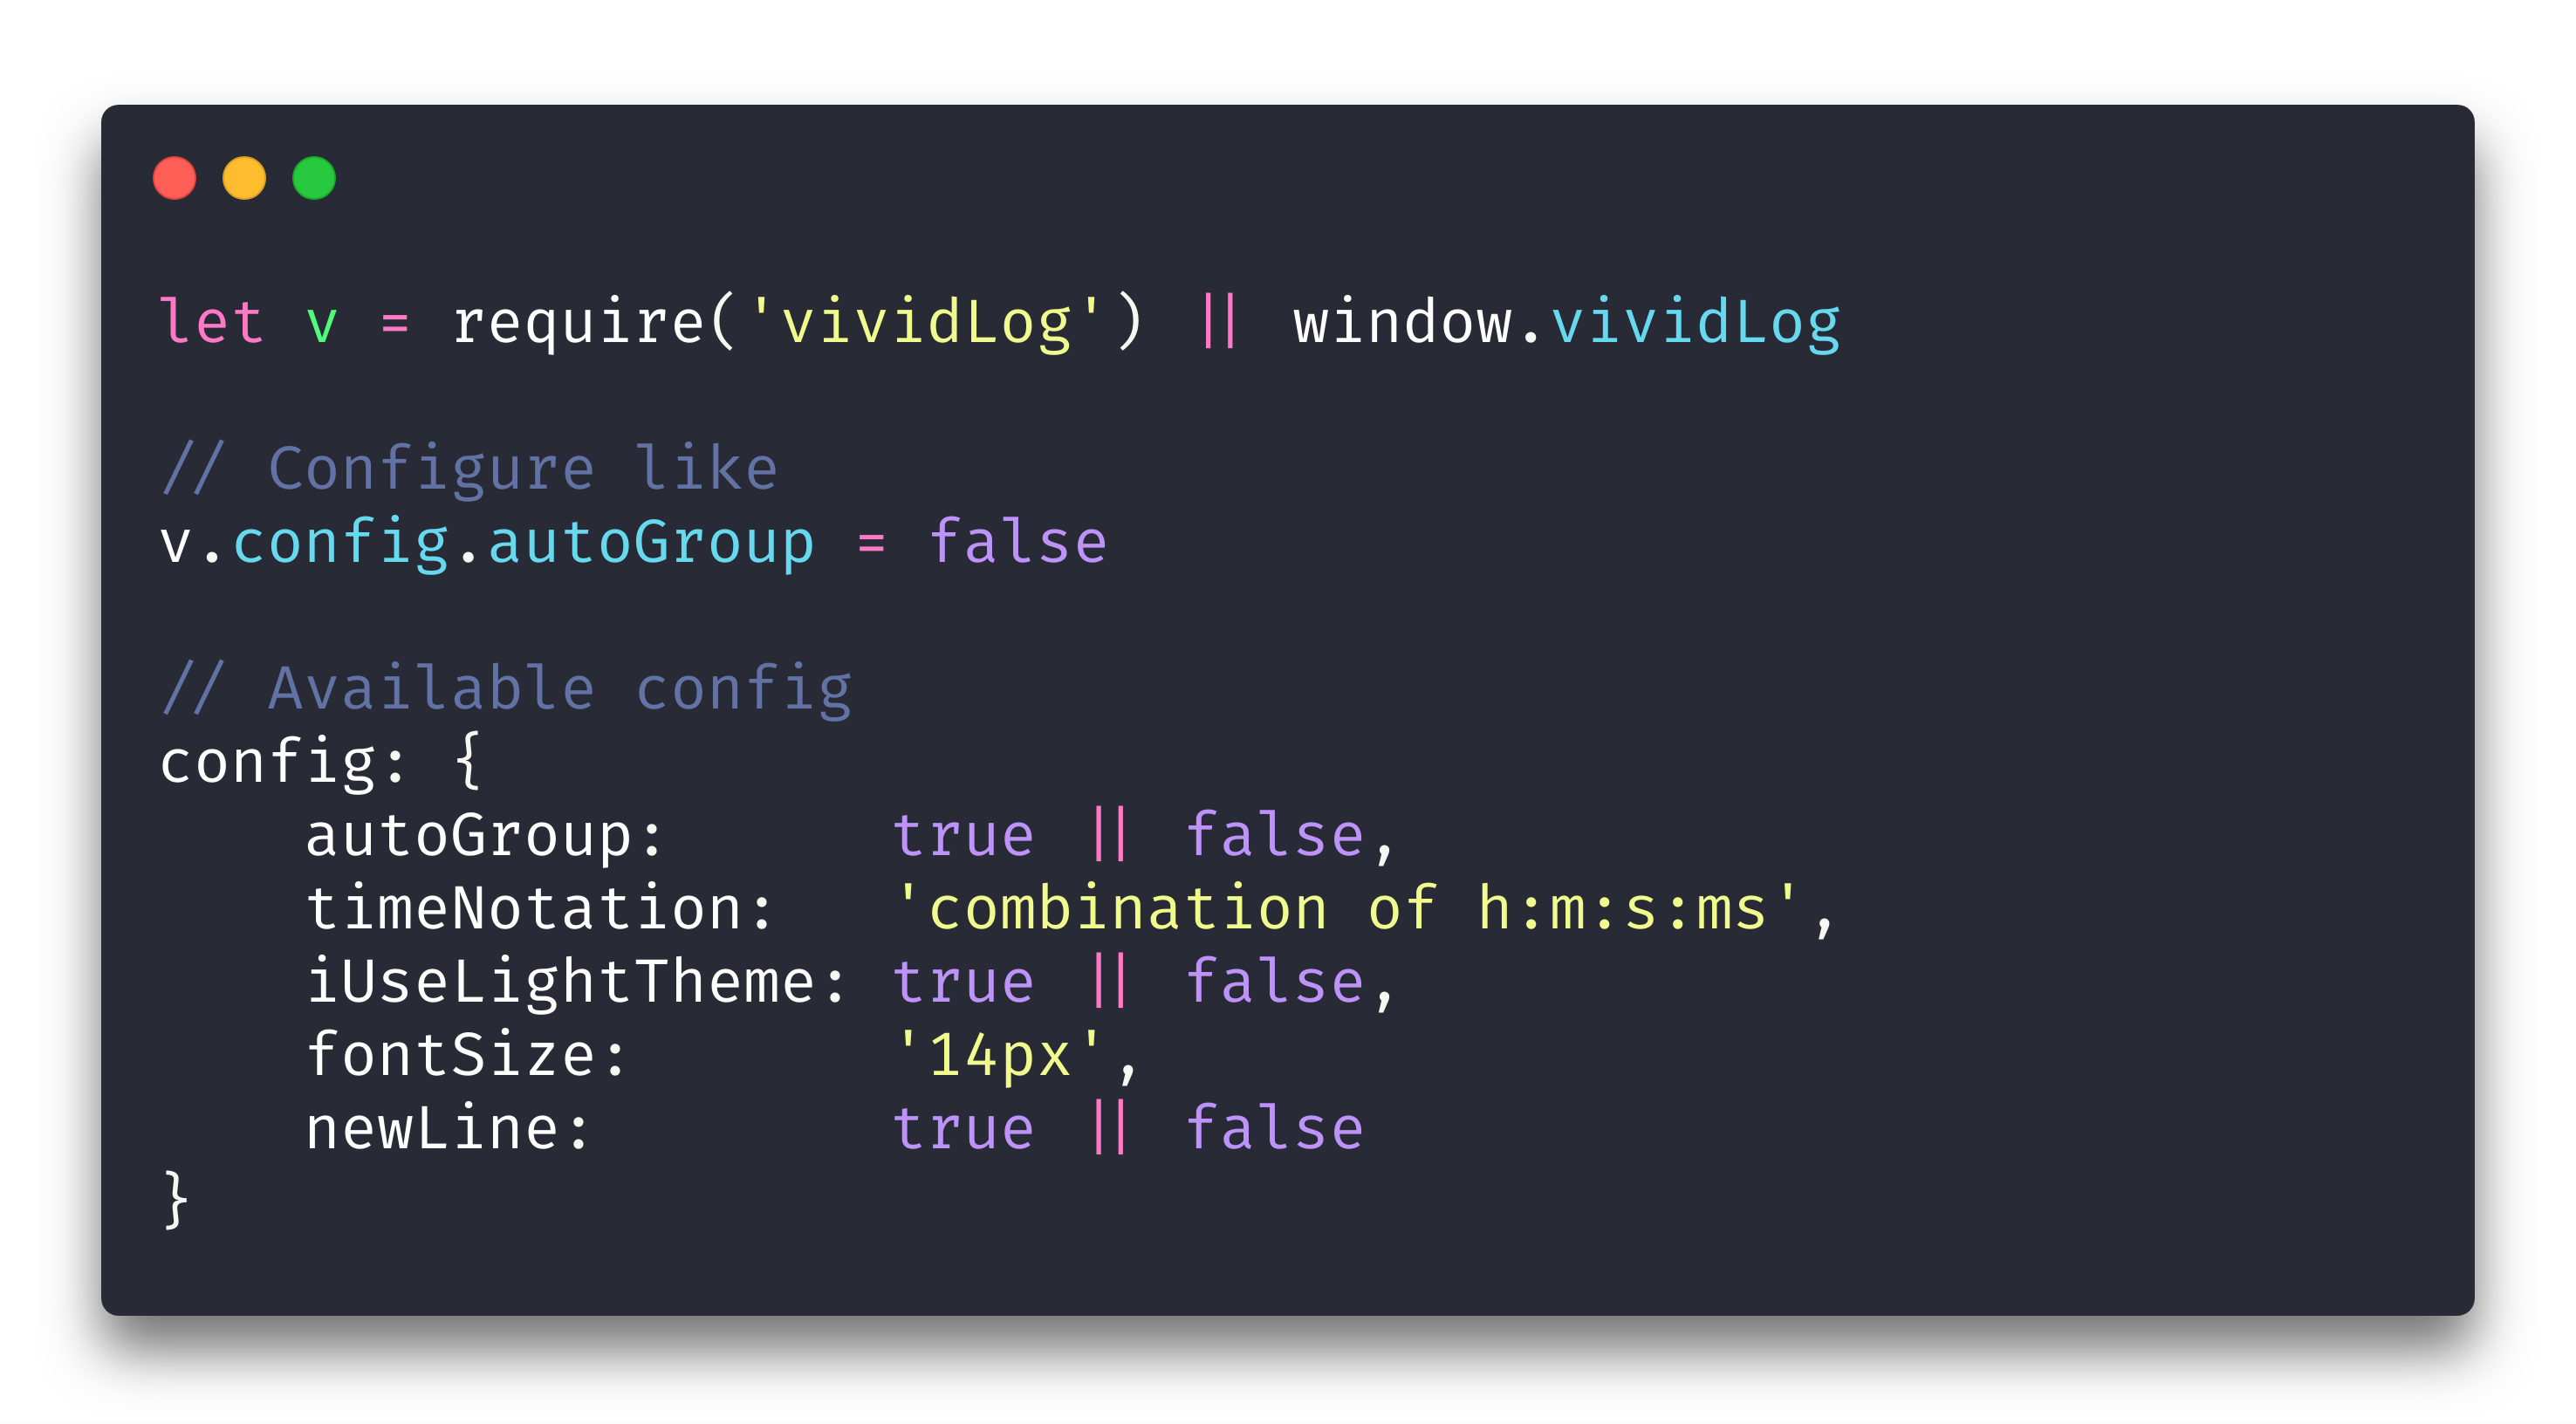 let v = require('vividLog') || window.vividLog
// Configure like
v.config.autoGroup = false
// Available config
config: {
    autoGroup:      true || false,
    timeNotation:   'combination of h:m:s:ms',
    iUseLightTheme: true || false,
    fontSize:       '14px',
    newLine:        true || false
}